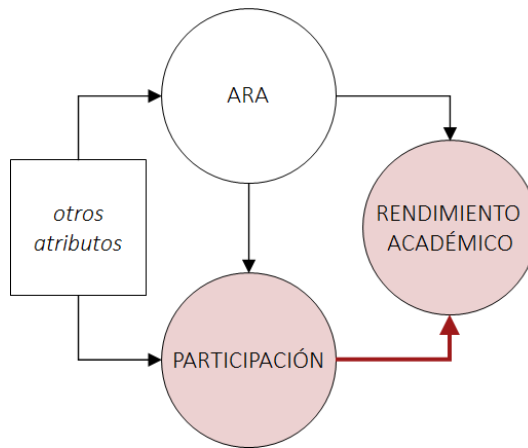 ARA
otros
atributos
RENDIMIENTO
ACADÉMICO
PARTICIPACIÓN